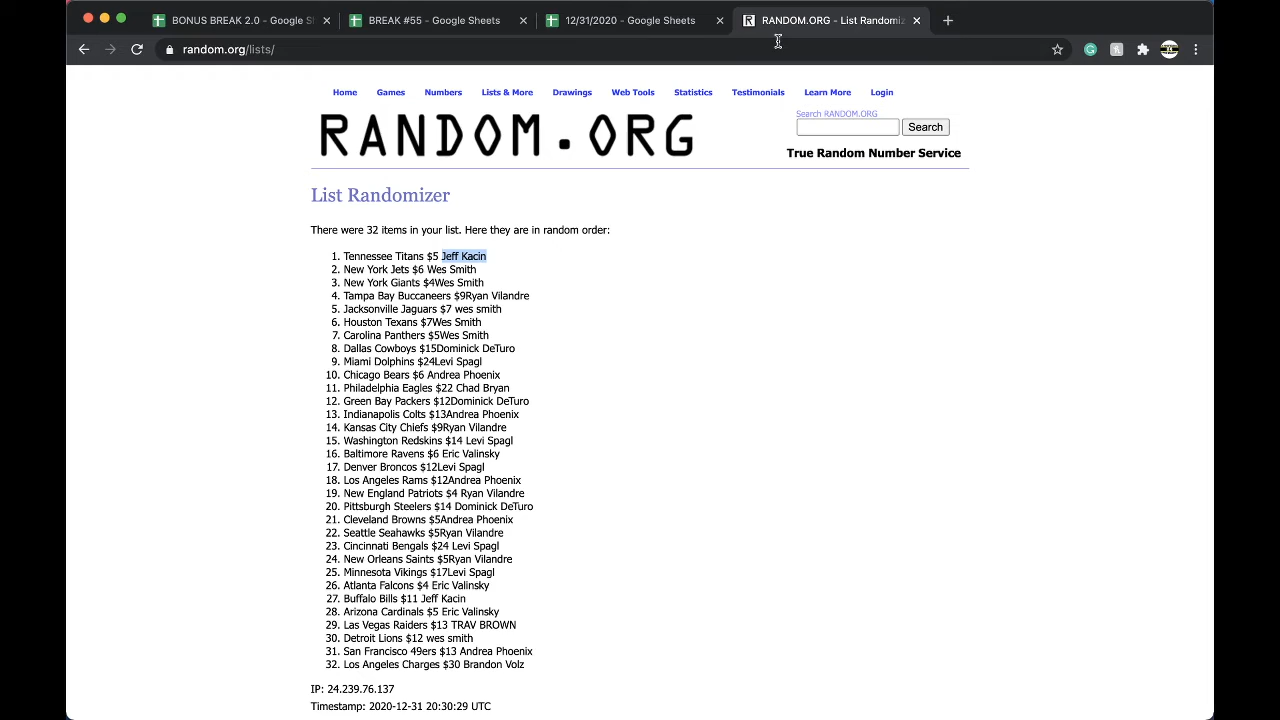 BONUS BREAK 2.0 - Google S
BREAK #55 - Google Sheets
12/31/2020 - Google Sheets
RANDOM.ORG - List Randomiz
random.org/lists/
Home Games Numbers Lists & More Drawings Web Tools Statistics Testimonials Learn More Login
RANDOM.ORG
Search RANDOM.ORG
Search
True Random Number Service
List Randomizer
There were 32 items in your list. Here they are in random order:
1. Tennessee Titans $5 Jeff Kacin
2. New York Jets $6 Wes Smith
3. New York Giants $4Wes Smith
4. Tampa Bay Buccaneers $9Ryan Vilandre
5. Jacksonville Jaguars $7 wes smith
6. Houston Texans $7Wes Smith
7. Carolina Panthers $5Wes Smith
8. Dallas Cowboys $15Dominick DeTuro
9. Miami Dolphins $24Levi Spagl
10. Chicago Bears $6 Andrea Phoenix
11. Philadelphia Eagles $22 Chad Bryan
12. Green Bay Packers $12Dominick DeTuro
13. Indianapolis Colts $13Andrea Phoenix
14. Kansas City Chiefs $9Ryan Vilandre
15. Washington Redskins $14 Levi Spagl
16. Baltimore Ravens $6 Eric Valinsky
17. Denver Broncos $12Levi Spagl
18. Los Angeles Rams $12Andrea Phoenix
19. New England Patriots $4 Ryan Vilandre
20. Pittsburgh Steelers $14 Dominick DeTuro
21. Cleveland Browns $5Andrea Phoenix
22. Seattle Seahawks $5Ryan Vilandre
23. Cincinnati Bengals $24 Levi Spagl
24. New Orleans Saints $5Ryan Vilandre
25. Minnesota Vikings $17Levi Spagl
26. Atlanta Falcons $4 Eric Valinsky
27. Buffalo Bills $11 Jeff Kacin
28. Arizona Cardinals $5 Eric Valinsky
29. Las Vegas Raiders $13 TRAV BROWN
30. Detroit Lions $12 wes smith
31. San Francisco 49ers $13 Andrea Phoenix
32. Los Angeles Charges $30 Brandon Volz
IP: 24.239.76.137
Timestamp: 2020-12-31 20:30:29 UTC